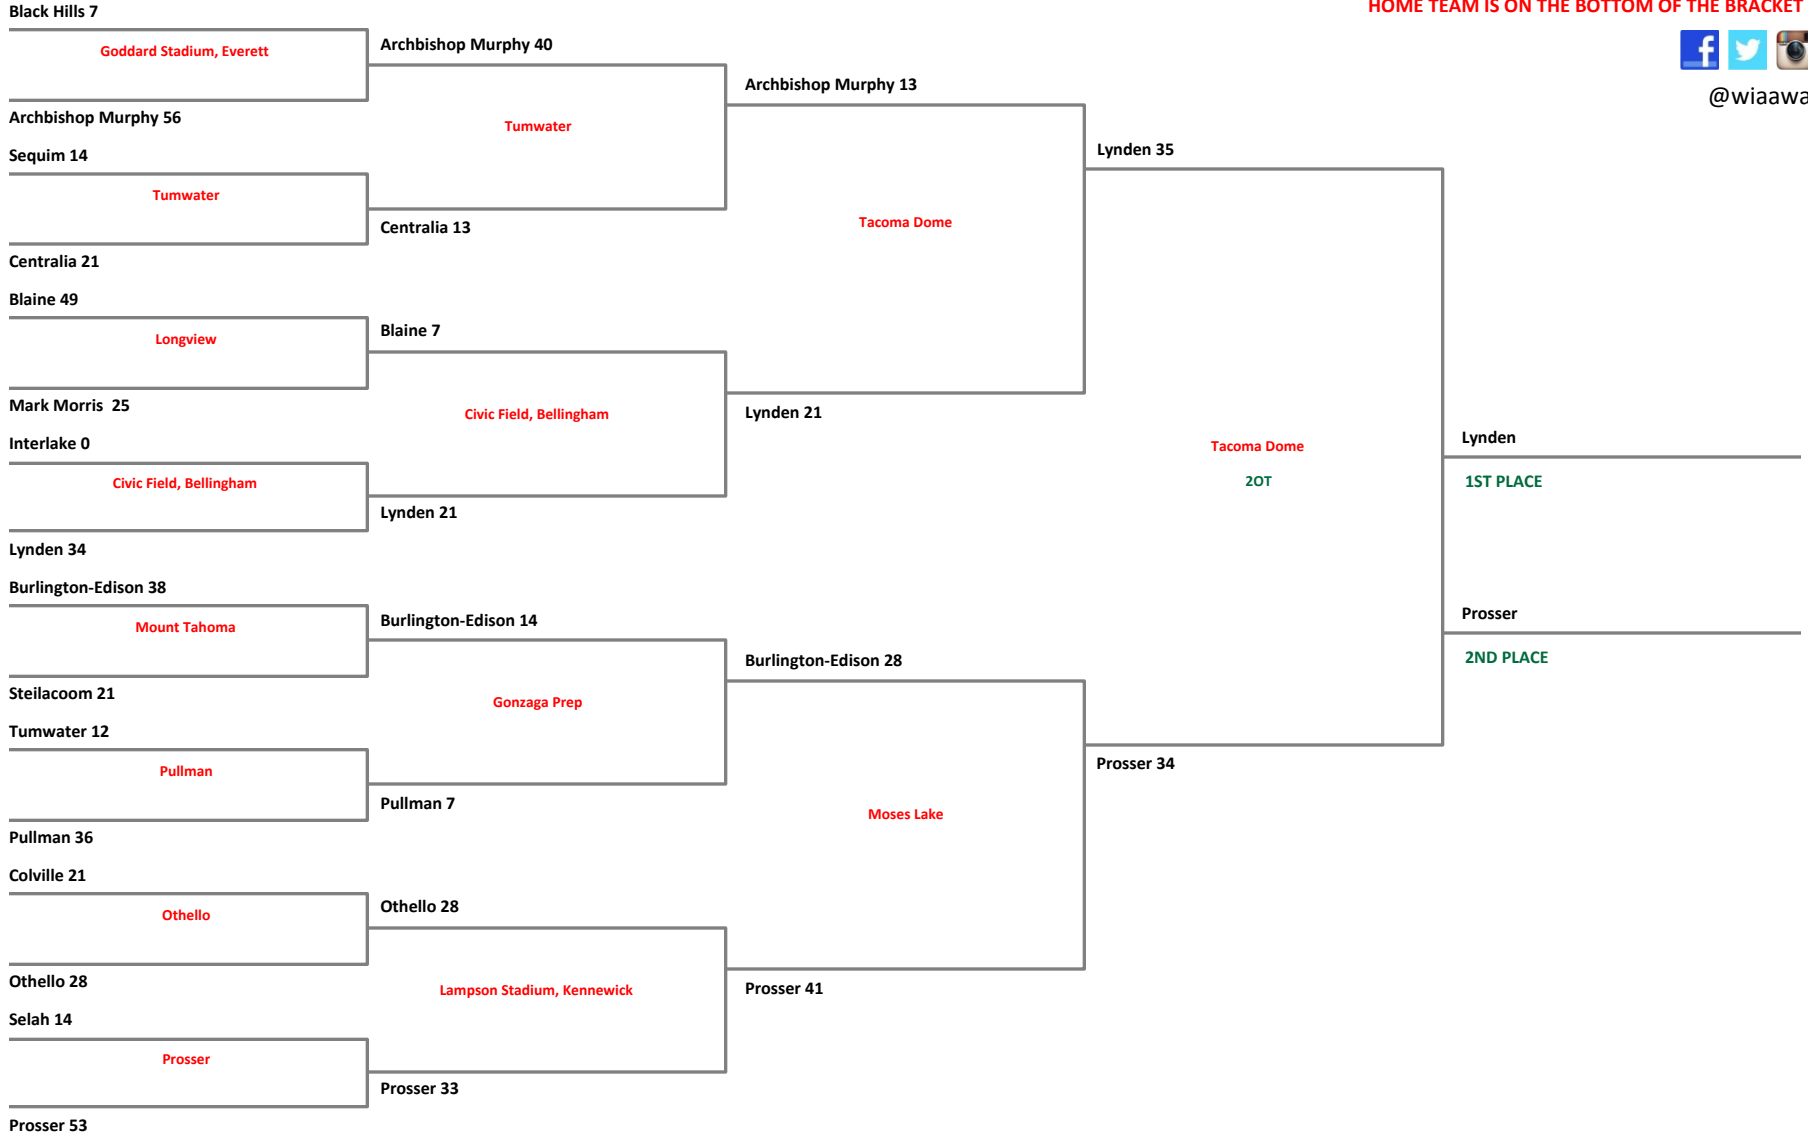 HOME TEAM IS ON THE BOTTOM OF THE BRACKET
@wiaawa
Black Hills 7
Goddard Stadium, Everett
Archbishop Murphy 56
Sequim 14
Tumwater
Centralia 21
Blaine 49
Longview
Mark Morris  25
Interlake 0
Civic Field, Bellingham
Lynden 34
Burlington-Edison 38
Mount Tahoma
Steilacoom 21
Tumwater 12
Pullman
Pullman 36
Colville 21
Othello
Othello 28
Selah 14
Prosser
Prosser 53
Archbishop Murphy 40
Tumwater
Centralia 13
Blaine 7
Civic Field, Bellingham
Lynden 21
Burlington-Edison 14
Gonzaga Prep
Pullman 7
Othello 28
Lampson Stadium, Kennewick
Prosser 33
Archbishop Murphy 13
Tacoma Dome
Lynden 21
Burlington-Edison 28
Moses Lake
Prosser 41
Lynden 35
Tacoma Dome
2OT
Prosser 34
Lynden
1ST PLACE
Prosser
2ND PLACE